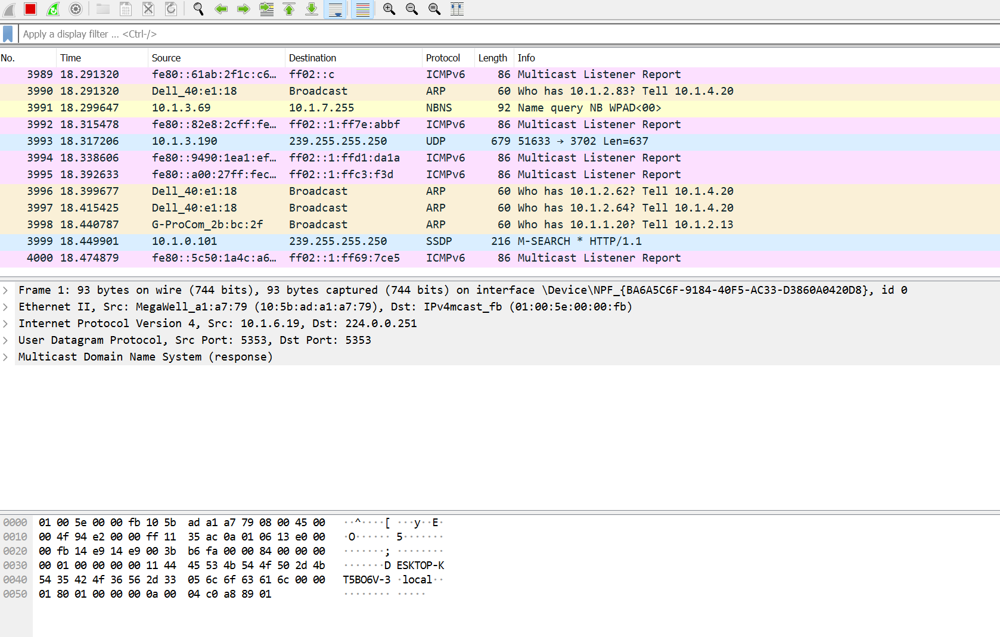 Apply a display filter ... <Ctrl-/>
No. Time Source Destination Protocol Length Info
3989 18.291320 fe80::61ab:2f1c:c6… ff02::c ICMPv6 86 Multicast Listener Report
3990 18.291320 Dell_40:e1:18 Broadcast ARP 60 Who has 10.1.2.83? Tell 10.1.4.20
3991 18.299647 10.1.3.69 10.1.7.255 NBNS 92 Name query NB WPAD<00>
3992 18.315478 fe80::82e8:2cff:fe… ff02::1:ff7e:abbf ICMPv6 86 Multicast Listener Report
3993 18.317206 10.1.3.190 239.255.255.250 UDP 679 51633 → 3702 Len=637
3994 18.338606 fe80::9490:1ea1:ef… ff02::1:ffd1:da1a ICMPv6 86 Multicast Listener Report
3995 18.392633 fe80::a00:27ff:fec… ff02::1:ffc3:f3d ICMPv6 86 Multicast Listener Report
3996 18.399677 Dell_40:e1:18 Broadcast ARP 60 Who has 10.1.2.62? Tell 10.1.4.20
3997 18.415425 Dell_40:e1:18 Broadcast ARP 60 Who has 10.1.2.64? Tell 10.1.4.20
3998 18.440787 G-ProCom_2b:bc:2f Broadcast ARP 60 Who has 10.1.1.20? Tell 10.1.2.13
3999 18.449901 10.1.0.101 239.255.255.250 SSDP 216 M-SEARCH * HTTP/1.1
4000 18.474879 fe80::5c50:1a4c:a6… ff02::1:ff69:7ce5 ICMPv6 86 Multicast Listener Report
Frame 1: 93 bytes on wire (744 bits), 93 bytes captured (744 bits) on interface \Device\NPF_{BA6A5C6F-9184-40F5-AC33-D3860A0420D8}, id 0
Ethernet II, Src: MegaWell_a1:a7:79 (10:5b:ad:a1:a7:79), Dst: IPv4mcast_fb (01:00:5e:00:00:fb)
Internet Protocol Version 4, Src: 10.1.6.19, Dst: 224.0.0.251
User Datagram Protocol, Src Port: 5353, Dst Port: 5353
Multicast Domain Name System (response)
0000 01 00 5e 00 00 fb 10 5b ad a1 a7 79 08 00 45 00 ··^····[ ···y··E·
0010 00 4f 94 e2 00 00 ff 11 35 ac 0a 01 06 13 e0 00 ·O······ 5·······
0020 00 fb 14 e9 14 e9 00 3b b6 fa 00 00 84 00 00 00 ·······; ········
0030 00 01 00 00 00 00 11 44 45 53 4b 54 4f 50 2d 4b ·······D ESKTOP-K
0040 54 35 42 4f 36 56 2d 33 05 6c 6f 63 61 6c 00 00 T5BO6V-3 ·local··
0050 01 80 01 00 00 00 0a 00 04 c0 a8 89 01 ········ ·····